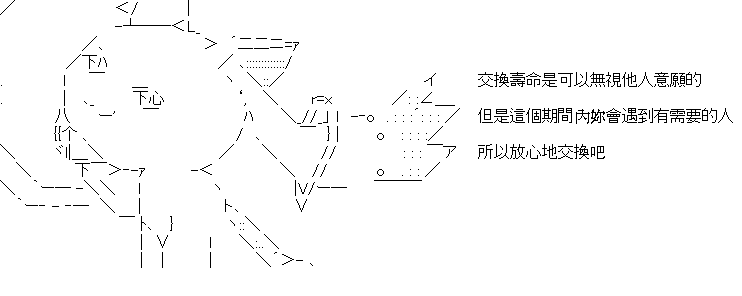 交換壽命是可以無視他人意願的
但是這個期間內妳會遇到有需要的人
所以放心地交換吧